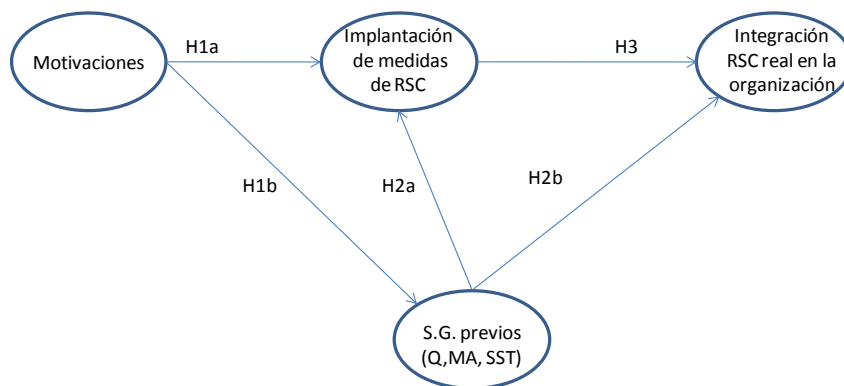 Motivaciones
H1a
Implantación
de medidas
de RSC
H3
Integración
RSC real en la
organización
H1b
H2a
H2b
S.G. previos
(Q,MA, SST)